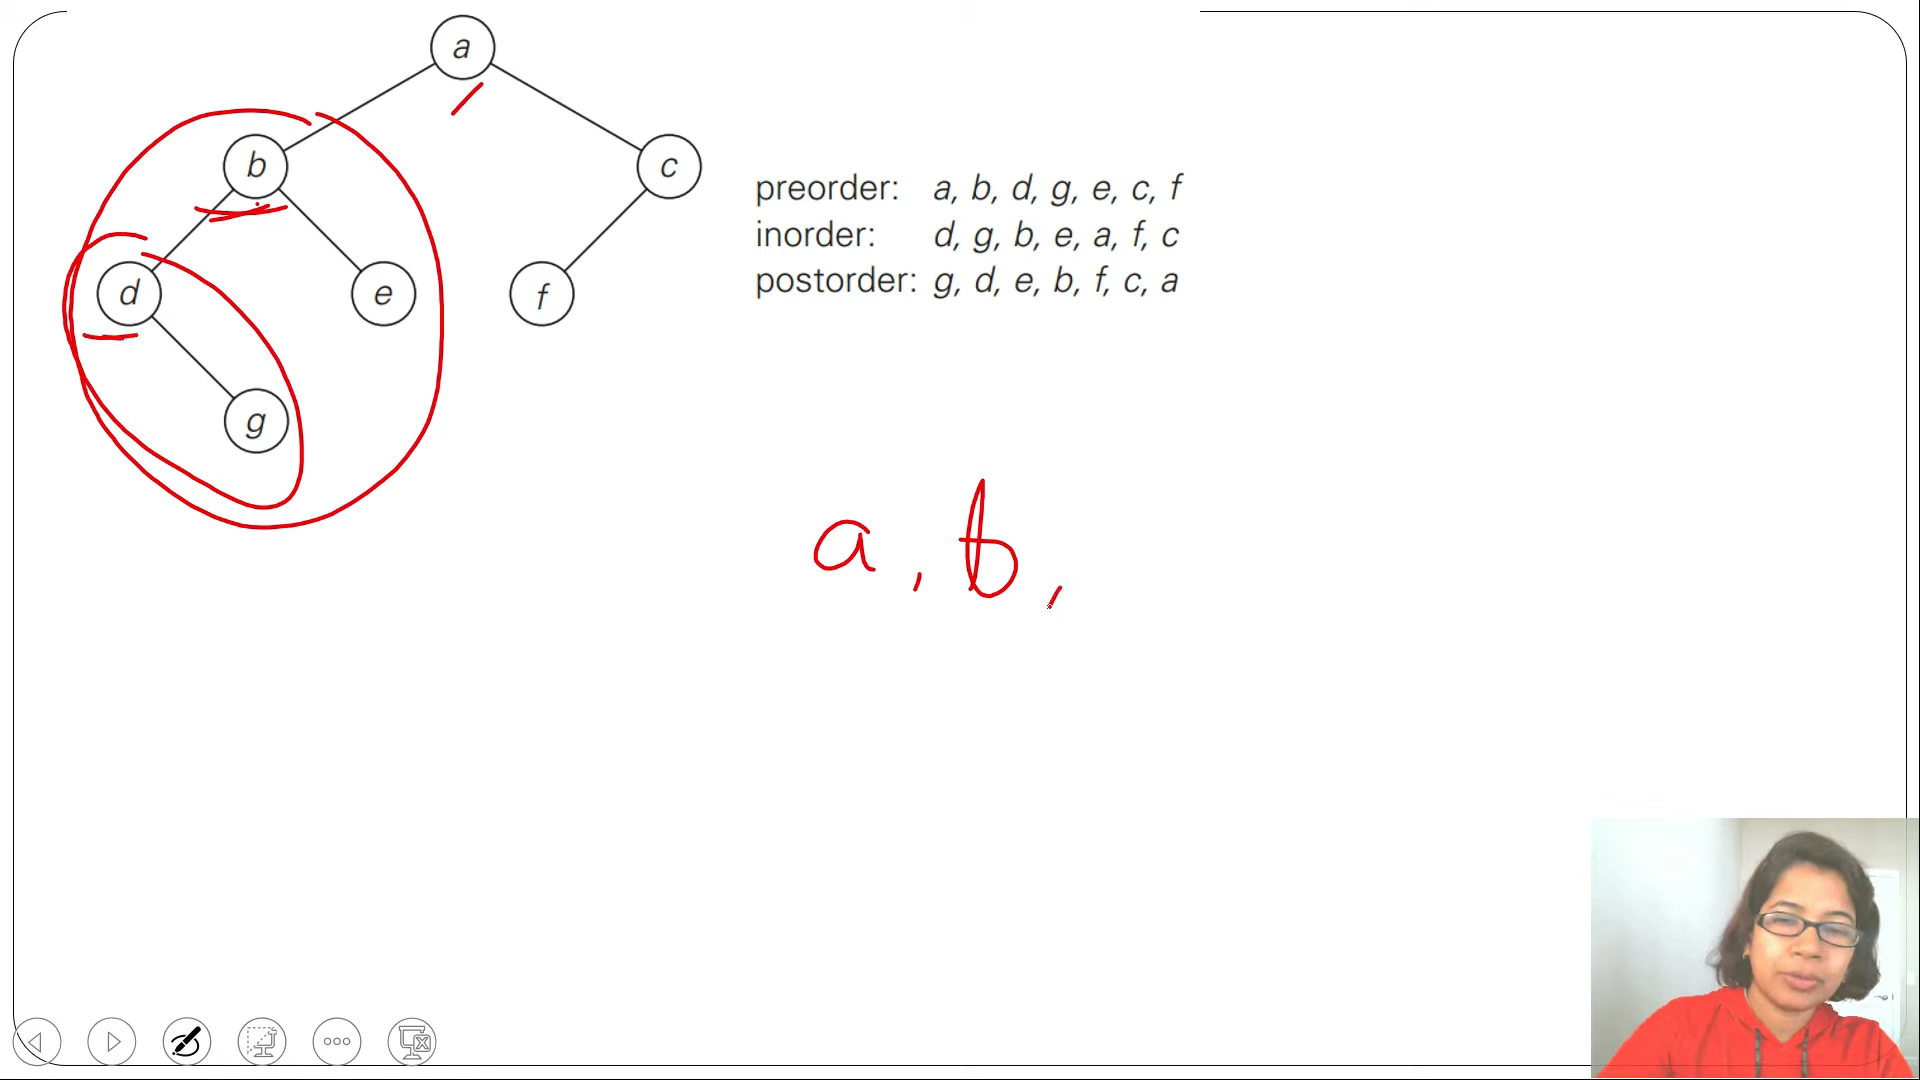 a
b
c
d
e
f
g
preorder: a, b, d, g, e, c, f
inorder: d, g, b, e, a, f, c
postorder: g, d, e, b, f, c, a
a, b,